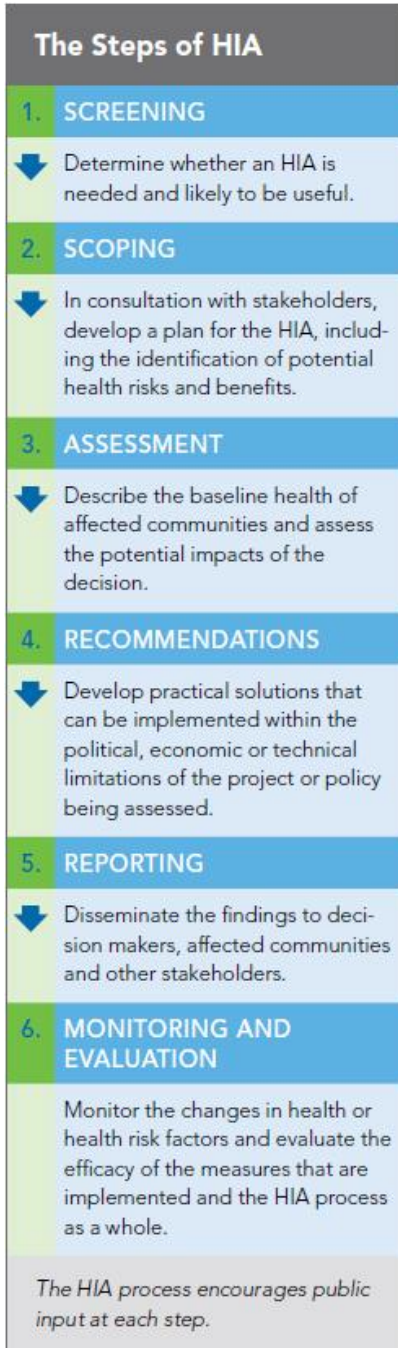 The Steps of HIA
1. SCREENING
Determine whether an HIA is
needed and likely to be useful.
2. SCOPING
In consultation with stakeholders,
develop a plan for the HIA, includ-
ing the identification of potential
health risks and benefits.
3. ASSESSMENT
Describe the baseline health of
affected communities and assess
the potential impacts of the
decision.
4. RECOMMENDATIONS
Develop practical solutions that
can be implemented within the
political, economic or technical
limitations of the project or policy
being assessed.
5. REPORTING
Disseminate the findings to deci-
sion makers, affected communities
and other stakeholders.
6. MONITORING AND
EVALUATION
Monitor the changes in health or
health risk factors and evaluate the
efficacy of the measures that are
implemented and the HIA process
as a whole.
The HIA process encourages public
input at each step.